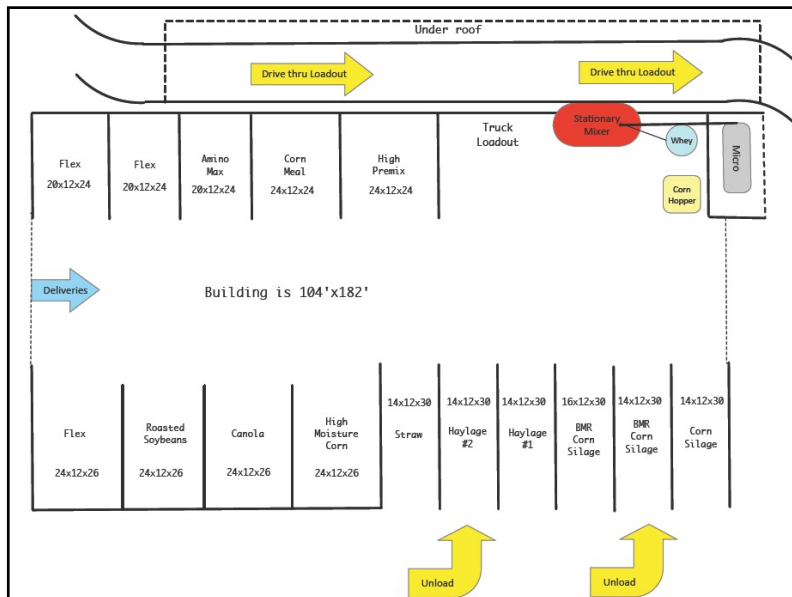 Under roof
Drive thru Loadout
Drive thru Loadout
Flex
20x12x24
Flex
20x12x24
Amino
Max
20x12x24
Corn
Meal
24x12x24
High
Premix
24x12x24
Truck
Loadout
Stationary
Mixer
Whey
Micro
Corn
Hopper
Deliveries
Building is 104'x182'
Flex
24x12x26
Roasted
Soybeans
24x12x26
Canola
24x12x26
High
Moisture
Corn
24x12x26
14x12x30
Straw
14x12x30
Haylage
#2
14x12x30
Haylage
#1
16x12x30
BMR
Corn
Silage
14x12x30
BMR
Corn
Silage
14x12x30
Corn
Silage
Unload
Unload